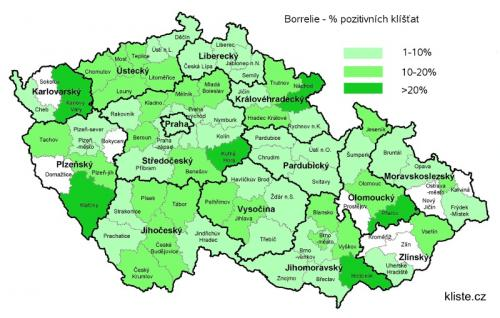 Borrelie - % pozitivních klíšťat
1-10%
10-20%
>20%
Děčín
Ústí n L.
Liberec
Jablonec n N.
Most
Teplice
Česká Lípa
Semily
Liberecký
Chomutov
Ústecký
Litoměřice
Trutnov
Náchod
Sokolov
Karlovarský
Karlovy Vary
Cheb
Louny
Mladá Boleslav
Jičín
Královéhradecký
Rakovník
Kladno
Praha východ
Nymburk
Hradec Králové
Rychnov n.K.
Praha
Tachov
Plzeň-sever
Plzeň-město
Rokycany
Beroun
Praha západ
Kolín
Pardubice
Ústí n O.
Jeseník
Plzeňský
Středočeský
Kutná Hora
Chrudim
Pardubický
Šumperk
Bruntál
Opava
Domažlice
Plzeň-jih
Příbram
Benešov
Moravskoslezský
Havlíčkův Brod
Svitavy
Olomouc
Ostrava-město
Karviná
Klatovy
Strakonice
Písek
Tábor
Pelhřimov
Žďár n.S.
Olomoucký
Nový Jičín
Frýdek-Místek
Vysočina
Jihlava
Blansko
Prostějov
Přerov
Prachatice
Jihočeský
České Budějovice
Jindřichův Hradec
Třebíč
Brno-město
Vyškov
Kroměříž
Vsetín
Zlín
Brno-venkov
Zlínský
Jihomoravský
Uherské Hradiště
Český Krumlov
Znojmo
Břeclav
Hodonín
kliste.cz